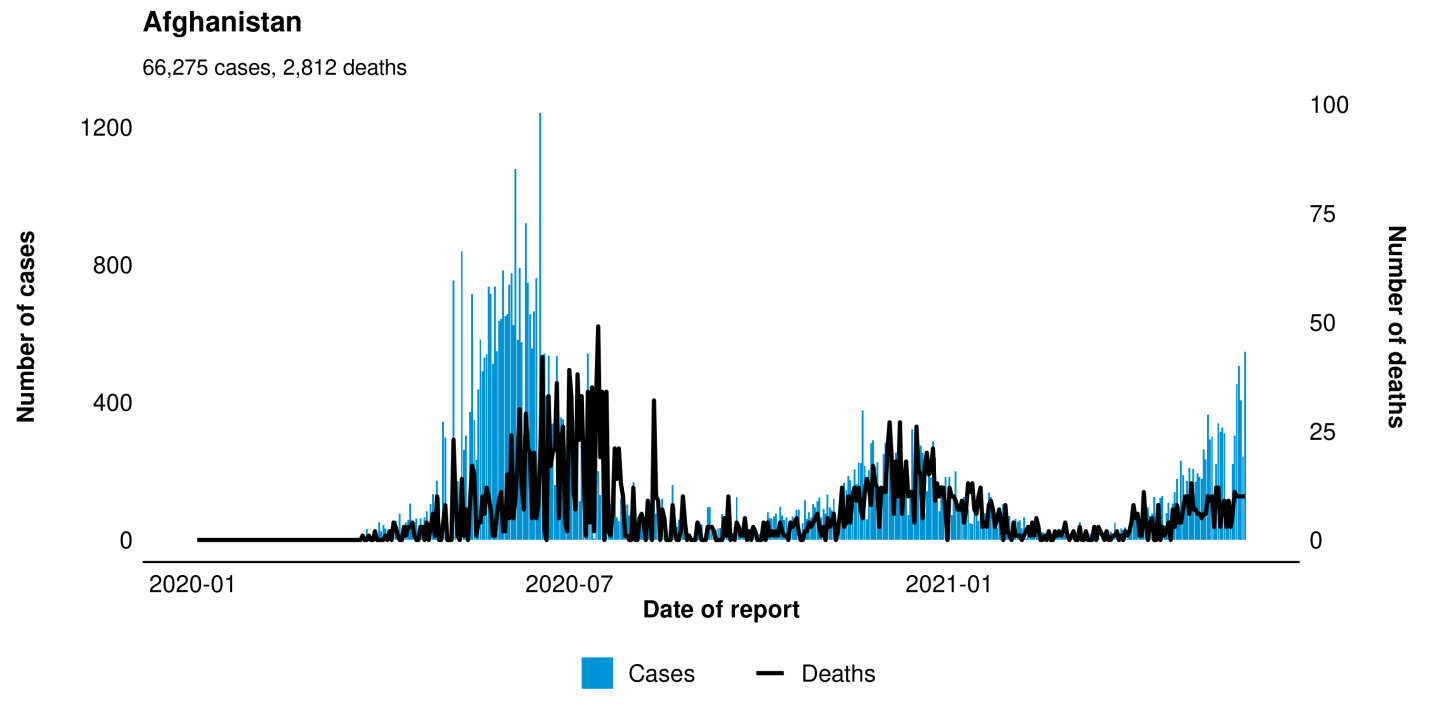 Afghanistan
66,275 cases, 2,812 deaths
Number of cases
1200
800
400
0
100
75
50
25
0
Number of deaths
2020-01
2020-07
2021-01
Date of report
Cases
Deaths